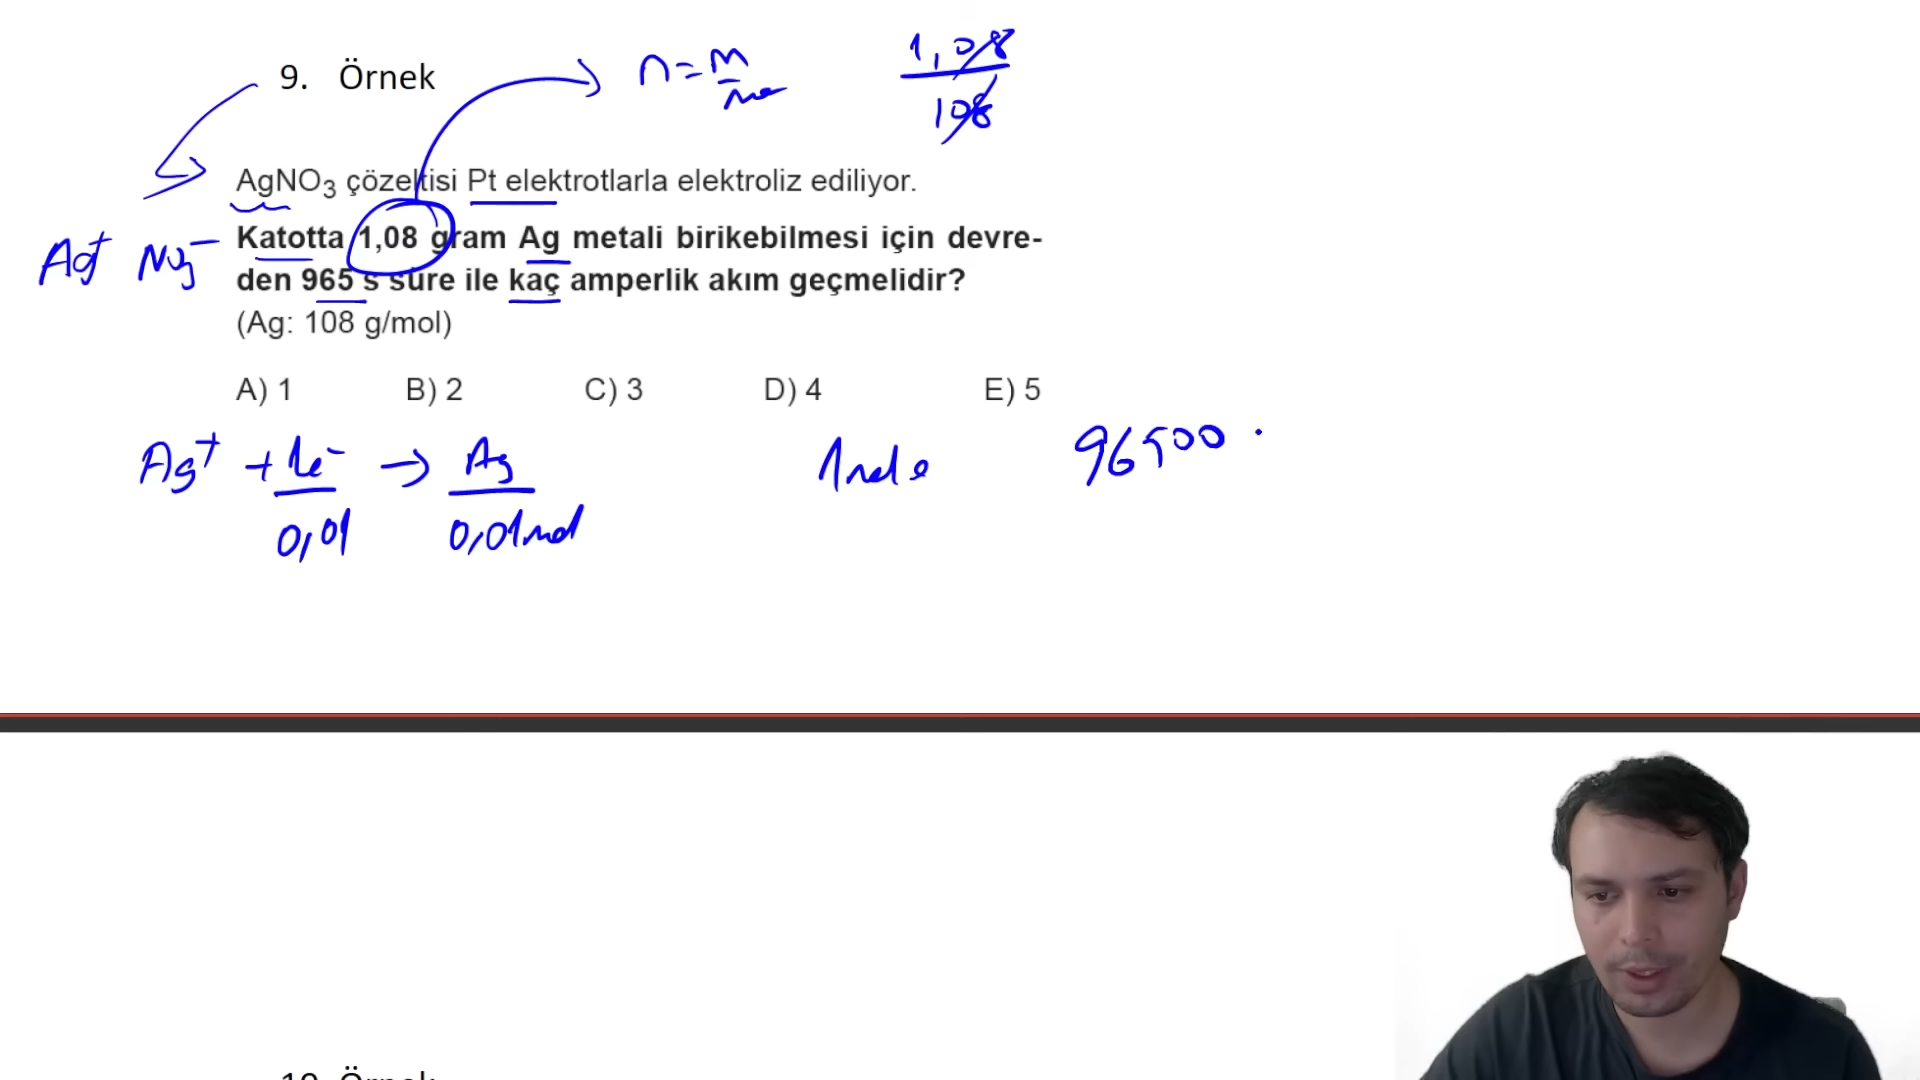 9. Örnek
n = m / ma
1,08 / 108
AgNO₃ çözeltisi Pt elektrotlarla elektroliz ediliyor.
Ag⁺ NO₃⁻
Katotta 1,08 gram Ag metali birikebilmesi için devre-
den 965 s süre ile kaç amperlik akım geçmelidir?
(Ag: 108 g/mol)
A) 1 B) 2 C) 3 D) 4 E) 5
Ag⁺ + 1e⁻ → Ag
0,01 0,01 mol
1 mol e 96500 .
10. Örnek